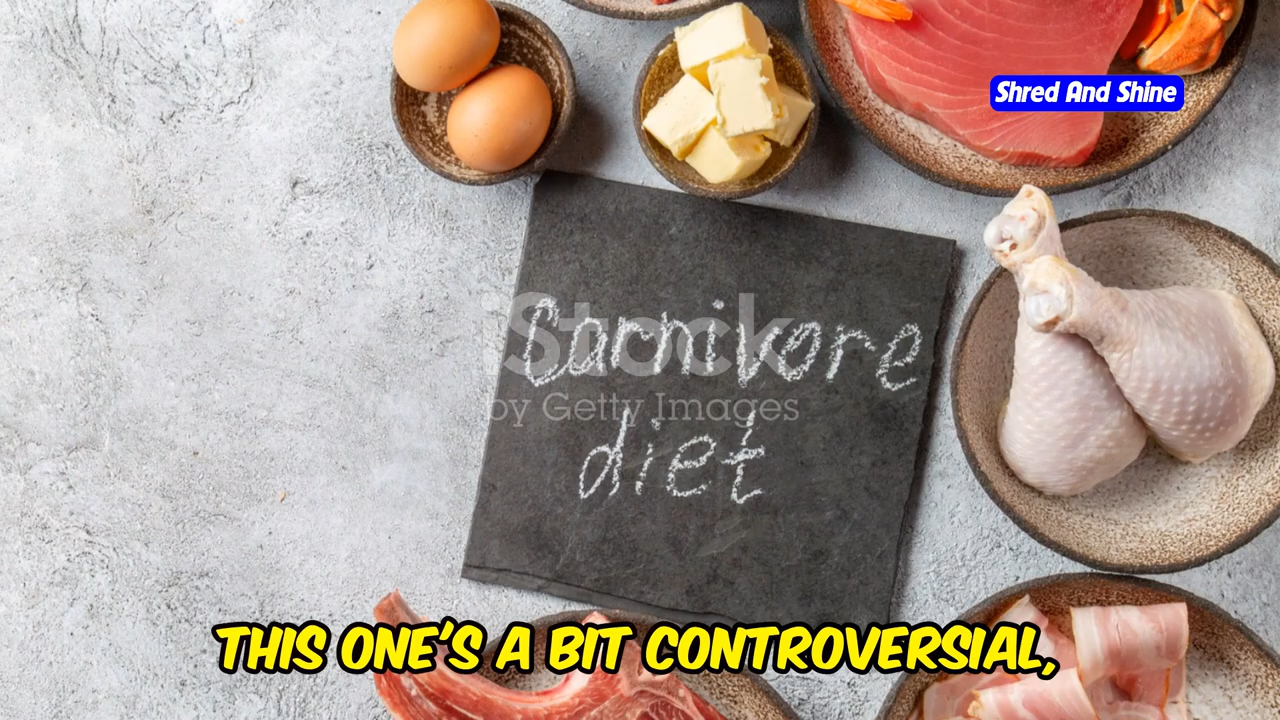 Shred And Shine
Carnivore
iStock
by Getty Images
diet
THIS ONE'S A BIT CONTROVERSIAL,